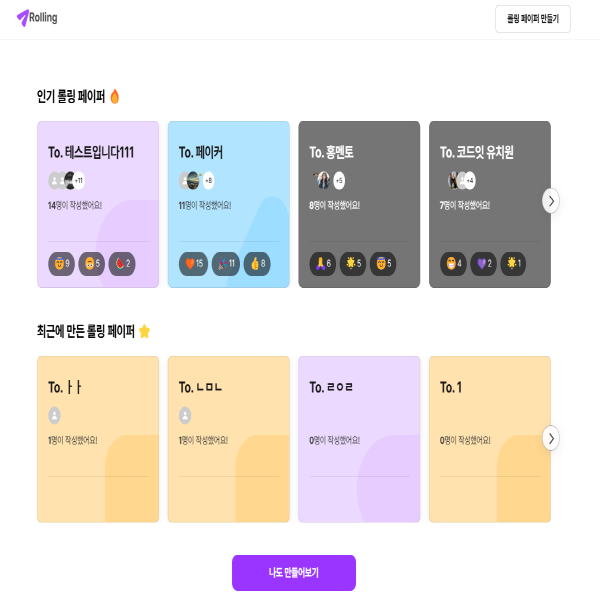 Rolling
롤링 페이퍼 만들기
인기 롤링 페이퍼 🔥
To. 테스트입니다111
+11
14명이 작성했어요!
9 5 2
To. 페이커
+8
11명이 작성했어요!
15 11 8
To. 홍멘토
+5
8명이 작성했어요!
6 5 5
To. 코드잇 유치원
+4
7명이 작성했어요!
4 2 1
최근에 만든 롤링 페이퍼 ⭐
To. ㅏㅏ
1명이 작성했어요!
To. ㄴㅁㄴ
1명이 작성했어요!
To. ㄹㅇㄹ
0명이 작성했어요!
To. 1
0명이 작성했어요!
나도 만들어보기